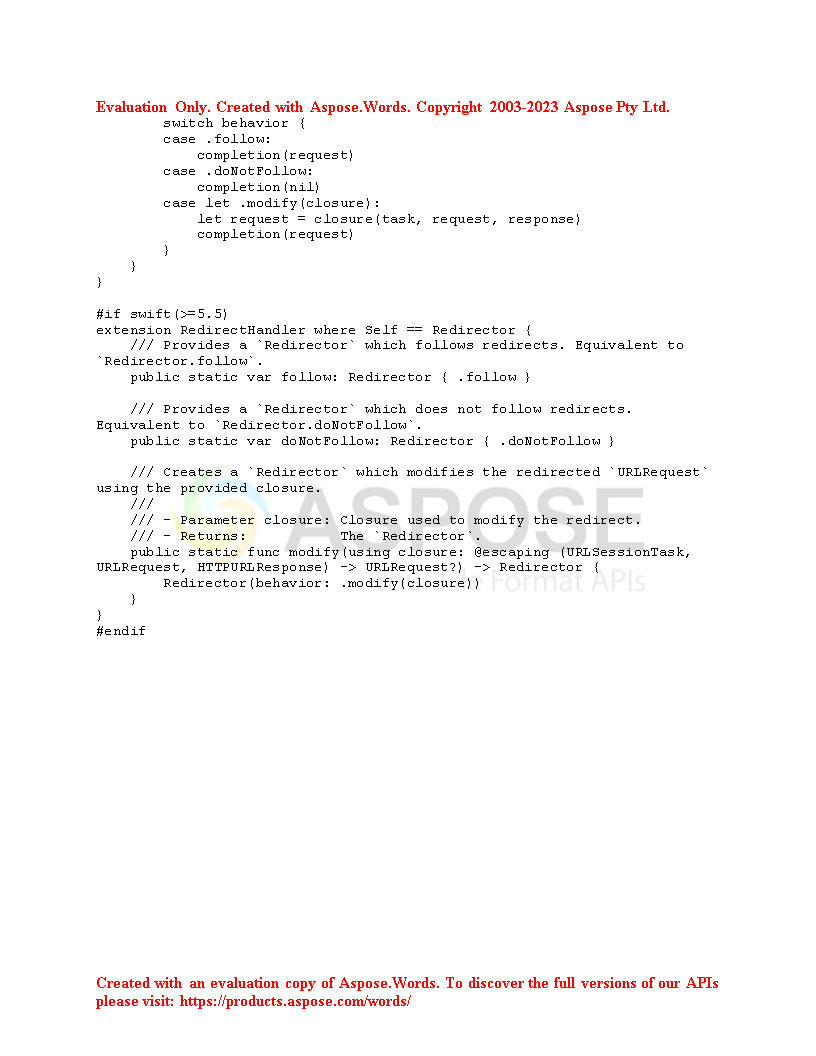 Evaluation Only. Created with Aspose.Words. Copyright 2003-2023 Aspose Pty Ltd.
        switch behavior {
        case .follow:
            completion(request)
        case .doNotFollow:
            completion(nil)
        case let .modify(closure):
            let request = closure(task, request, response)
            completion(request)
        }
    }
}

#if swift(>=5.5)
extension RedirectHandler where Self == Redirector {
    /// Provides a `Redirector` which follows redirects. Equivalent to
`Redirector.follow`.
    public static var follow: Redirector { .follow }

    /// Provides a `Redirector` which does not follow redirects.
Equivalent to `Redirector.doNotFollow`.
    public static var doNotFollow: Redirector { .doNotFollow }

    /// Creates a `Redirector` which modifies the redirected `URLRequest`
using the provided closure.
    ///
    /// - Parameter closure: Closure used to modify the redirect.
    /// - Returns:           The `Redirector`.
    public static func modify(using closure: @escaping (URLSessionTask,
URLRequest, HTTPURLResponse) -> URLRequest?) -> Redirector {
        Redirector(behavior: .modify(closure))
    }
}
#endif
ASPOSE
File Format APIs
Created with an evaluation copy of Aspose.Words. To discover the full versions of our APIs
please visit: https://products.aspose.com/words/